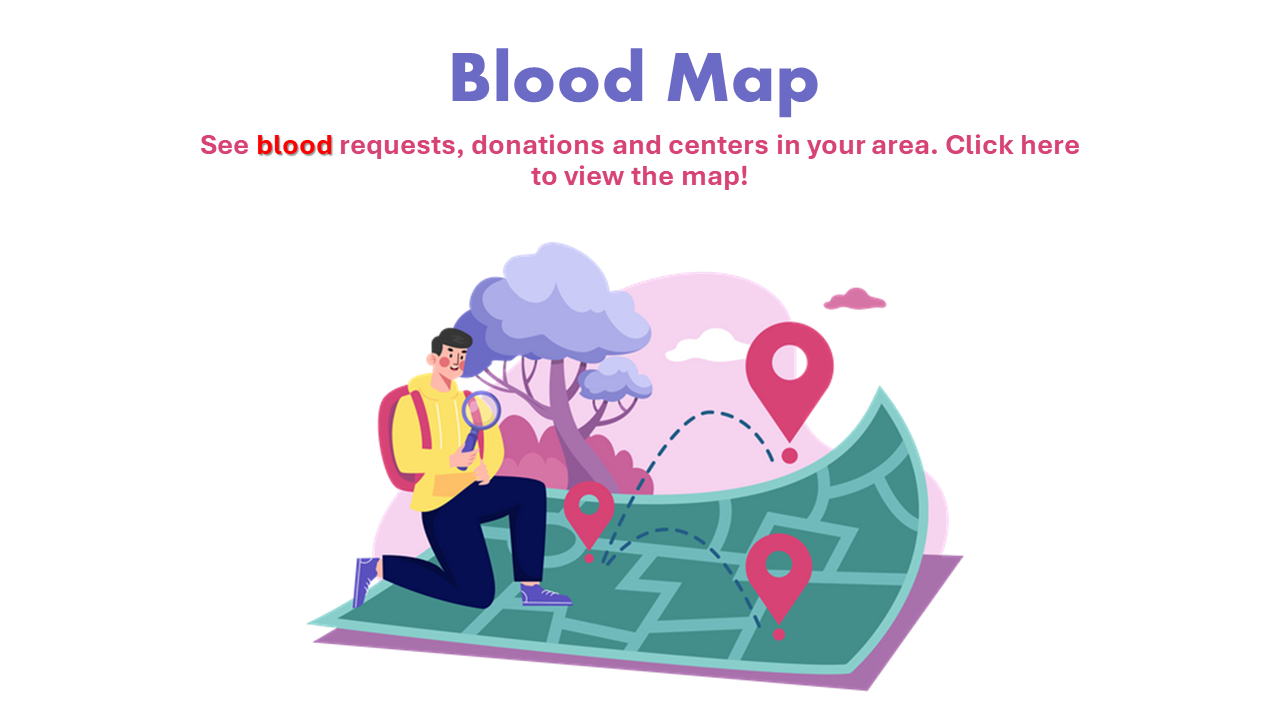 Blood Map
See blood requests, donations and centers in your area. Click here
to view the map!